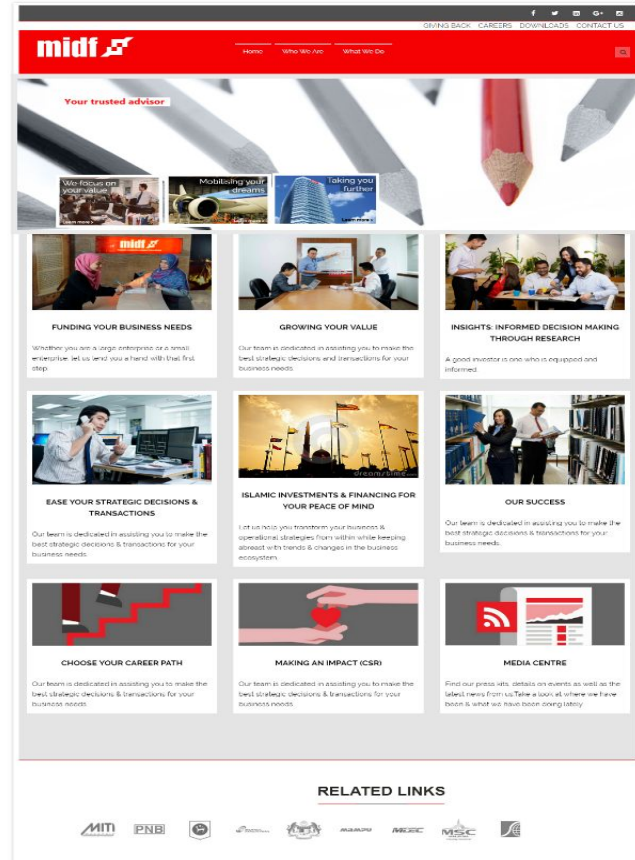 GIVING BACK CAREERS DOWNLOADS CONTACT US
midf
Home Who We Are What We Do
Your trusted advisor
We focus on
your value
Learn more >
Mobilising your
dreams
Learn more >
Taking you
further
Learn more >
midf
FUNDING YOUR BUSINESS NEEDS
Whether you are a large enterprise or a small
enterprise, let us lend you a hand with that first
step.
GROWING YOUR VALUE
Our team is dedicated in assisting you to make the
best strategic decisions and transactions for your
business needs.
INSIGHTS: INFORMED DECISION MAKING
THROUGH RESEARCH
A good investor is one who is equipped and
informed.
EASE YOUR STRATEGIC DECISIONS &
TRANSACTIONS
Our team is dedicated in assisting you to make the
best strategic decisions & transactions for your
business needs.
dreamstime
ISLAMIC INVESTMENTS & FINANCING FOR
YOUR PEACE OF MIND
Let us help you transform your business &
operational strategies from within while keeping
abreast with trends & changes in the business
ecosystem.
OUR SUCCESS
Our team is dedicated in assisting you to make the
best strategic decisions & transactions for your
business needs.
CHOOSE YOUR CAREER PATH
Our team is dedicated in assisting you to make the
best strategic decisions & transactions for your
business needs.
MAKING AN IMPACT (CSR)
Our team is dedicated in assisting you to make the
best strategic decisions & transactions for your
business needs.
MEDIA CENTRE
Find our press kits, details on events as well as the
latest news from us.Take a look at where we have
been & what we have been doing lately.
RELATED LINKS
MITI PNB MAMPU MDEC MSC